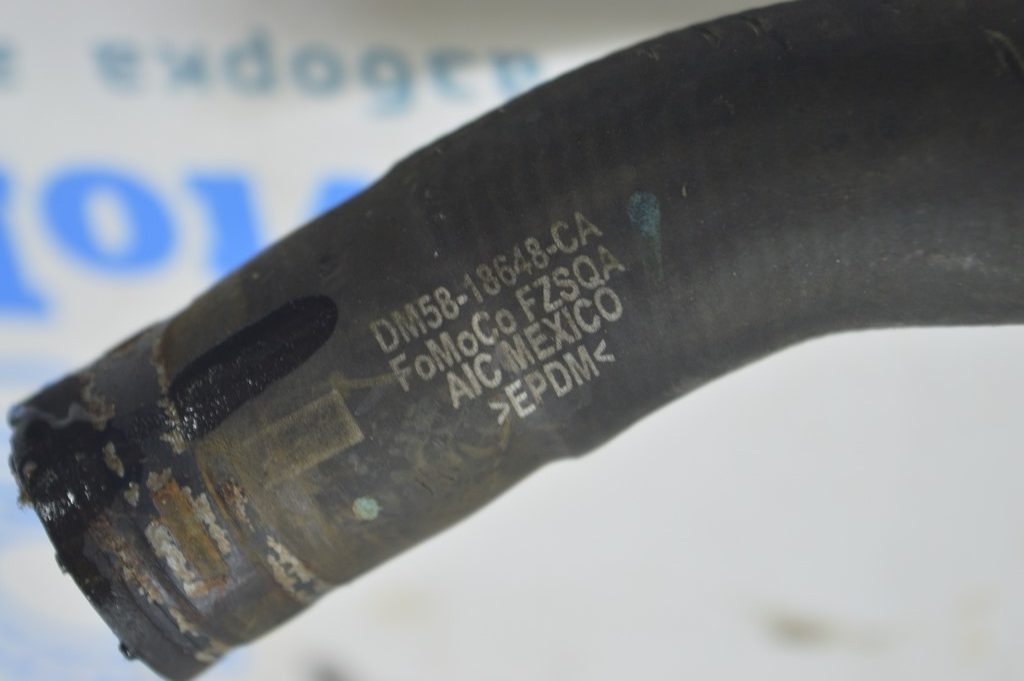 DM58-18648-CA
FoMoCo FZSQA
AIC MEXICO
>EPDM<